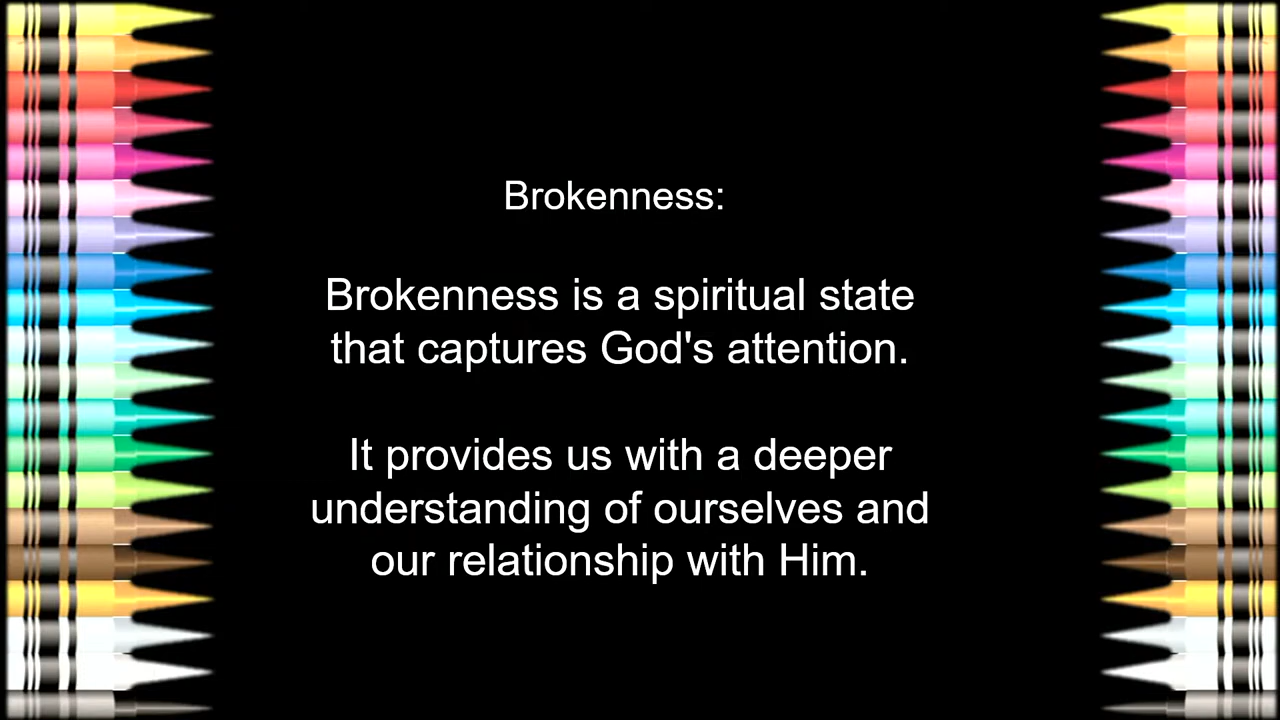 Brokenness:
Brokenness is a spiritual state
that captures God's attention.
It provides us with a deeper
understanding of ourselves and
our relationship with Him.